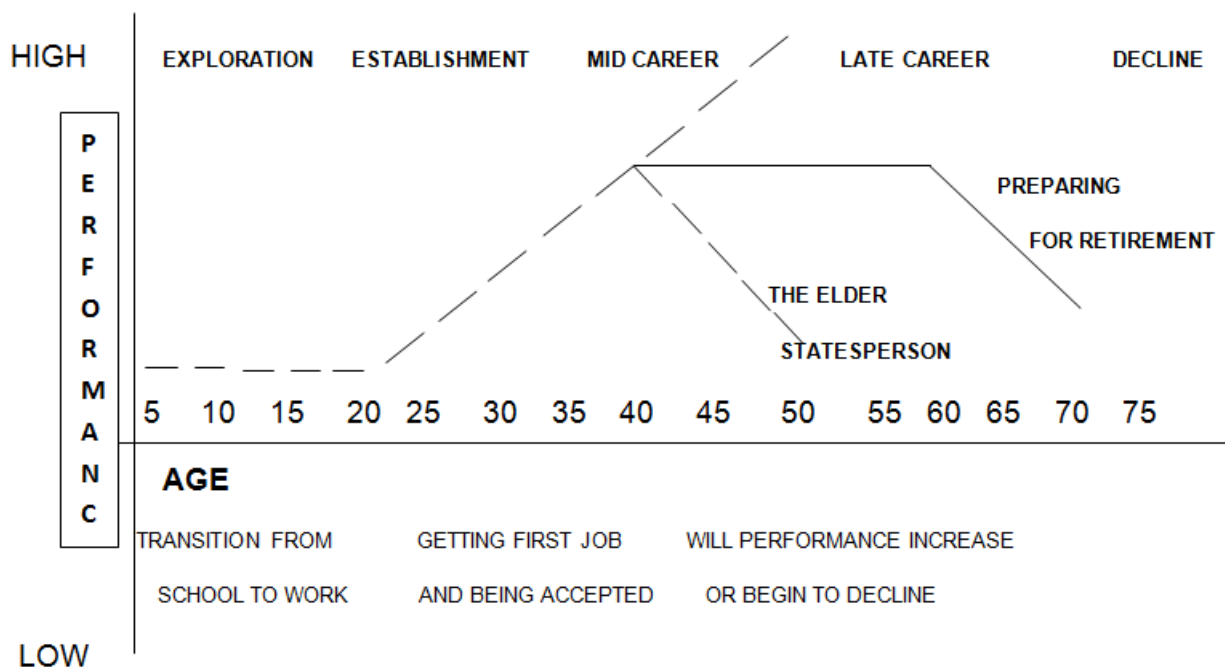 HIGH
EXPLORATION ESTABLISHMENT MID CAREER LATE CAREER DECLINE
P
E
R
F
O
R
M
A
N
C
PREPARING
FOR RETIREMENT
THE ELDER
STATESPERSON
5 10 15 20 25 30 35 40 45 50 55 60 65 70 75
AGE
TRANSITION FROM GETTING FIRST JOB WILL PERFORMANCE INCREASE
SCHOOL TO WORK AND BEING ACCEPTED OR BEGIN TO DECLINE
LOW